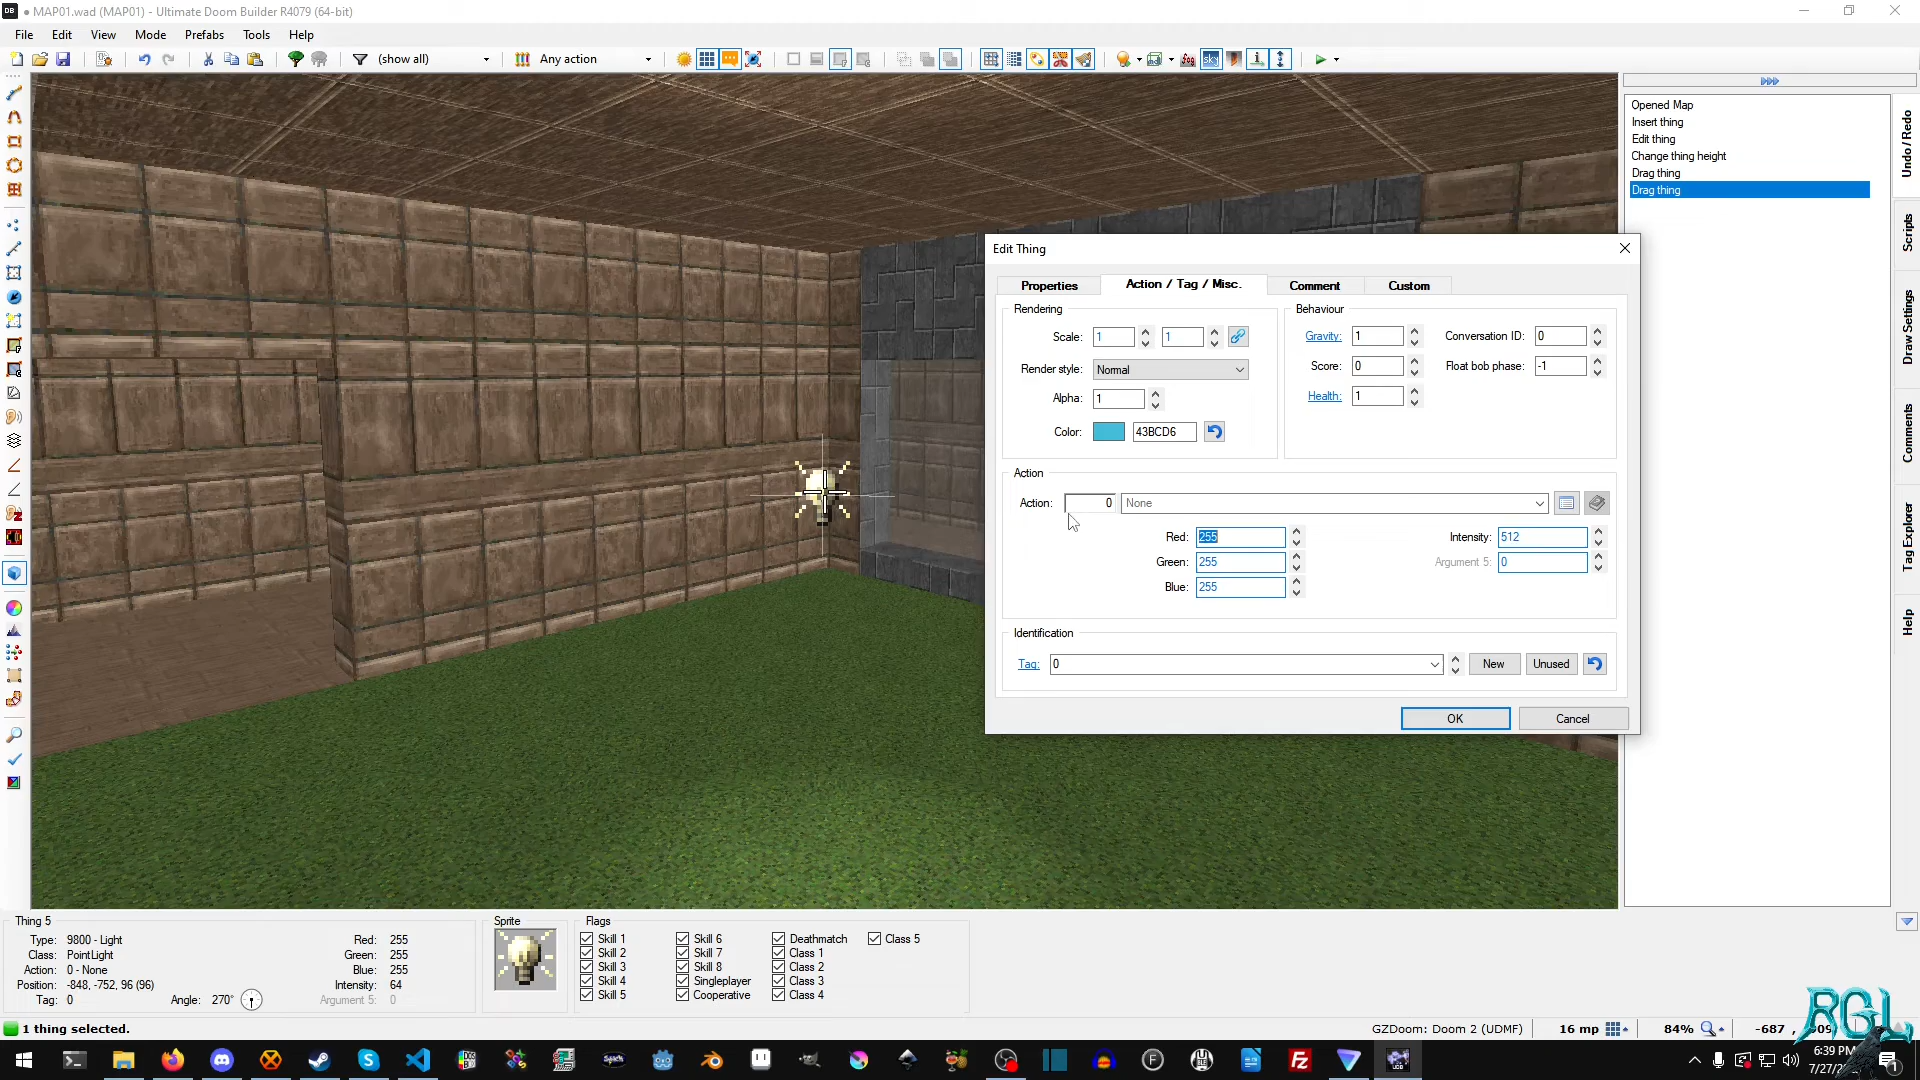 MAP01.wad (MAP01) - Ultimate Doom Builder R4079 (64-bit)
File Edit View Mode Prefabs Tools Help
(show all) Any action
Opened Map
Insert thing
Edit thing
Change thing height
Drag thing
Drag thing
Undo / Redo
Scripts
Draw Settings
Comments
Tag Explorer
Help
Edit Thing
Properties Action / Tag / Misc. Comment Custom
Rendering
Scale: 1 1
Render style: Normal
Alpha: 1
Color: 43BCD6
Behaviour
Gravity: 1 Conversation ID: 0
Score: 0 Float bob phase: -1
Health: 1
Action
Action: 0 None
Red: 255 Intensity: 512
Green: 255 Argument 5: 0
Blue: 255
Identification
Tag: 0 New Unused
OK Cancel
Thing 5
Type: 9800 - Light Red: 255
Class: PointLight Green: 255
Action: 0 - None Blue: 255
Position: -848, -752, 96 (96) Intensity: 64
Tag: 0 Angle: 270° Argument 5: 0
Sprite
Flags
Skill 1 Skill 6 Deathmatch Class 5
Skill 2 Skill 7 Class 1
Skill 3 Skill 8 Class 2
Skill 4 Singleplayer Class 3
Skill 5 Cooperative Class 4
1 thing selected.
GZDoom: Doom 2 (UDMF) 16 mp 84% -687 ,
RGL
6:39 PM